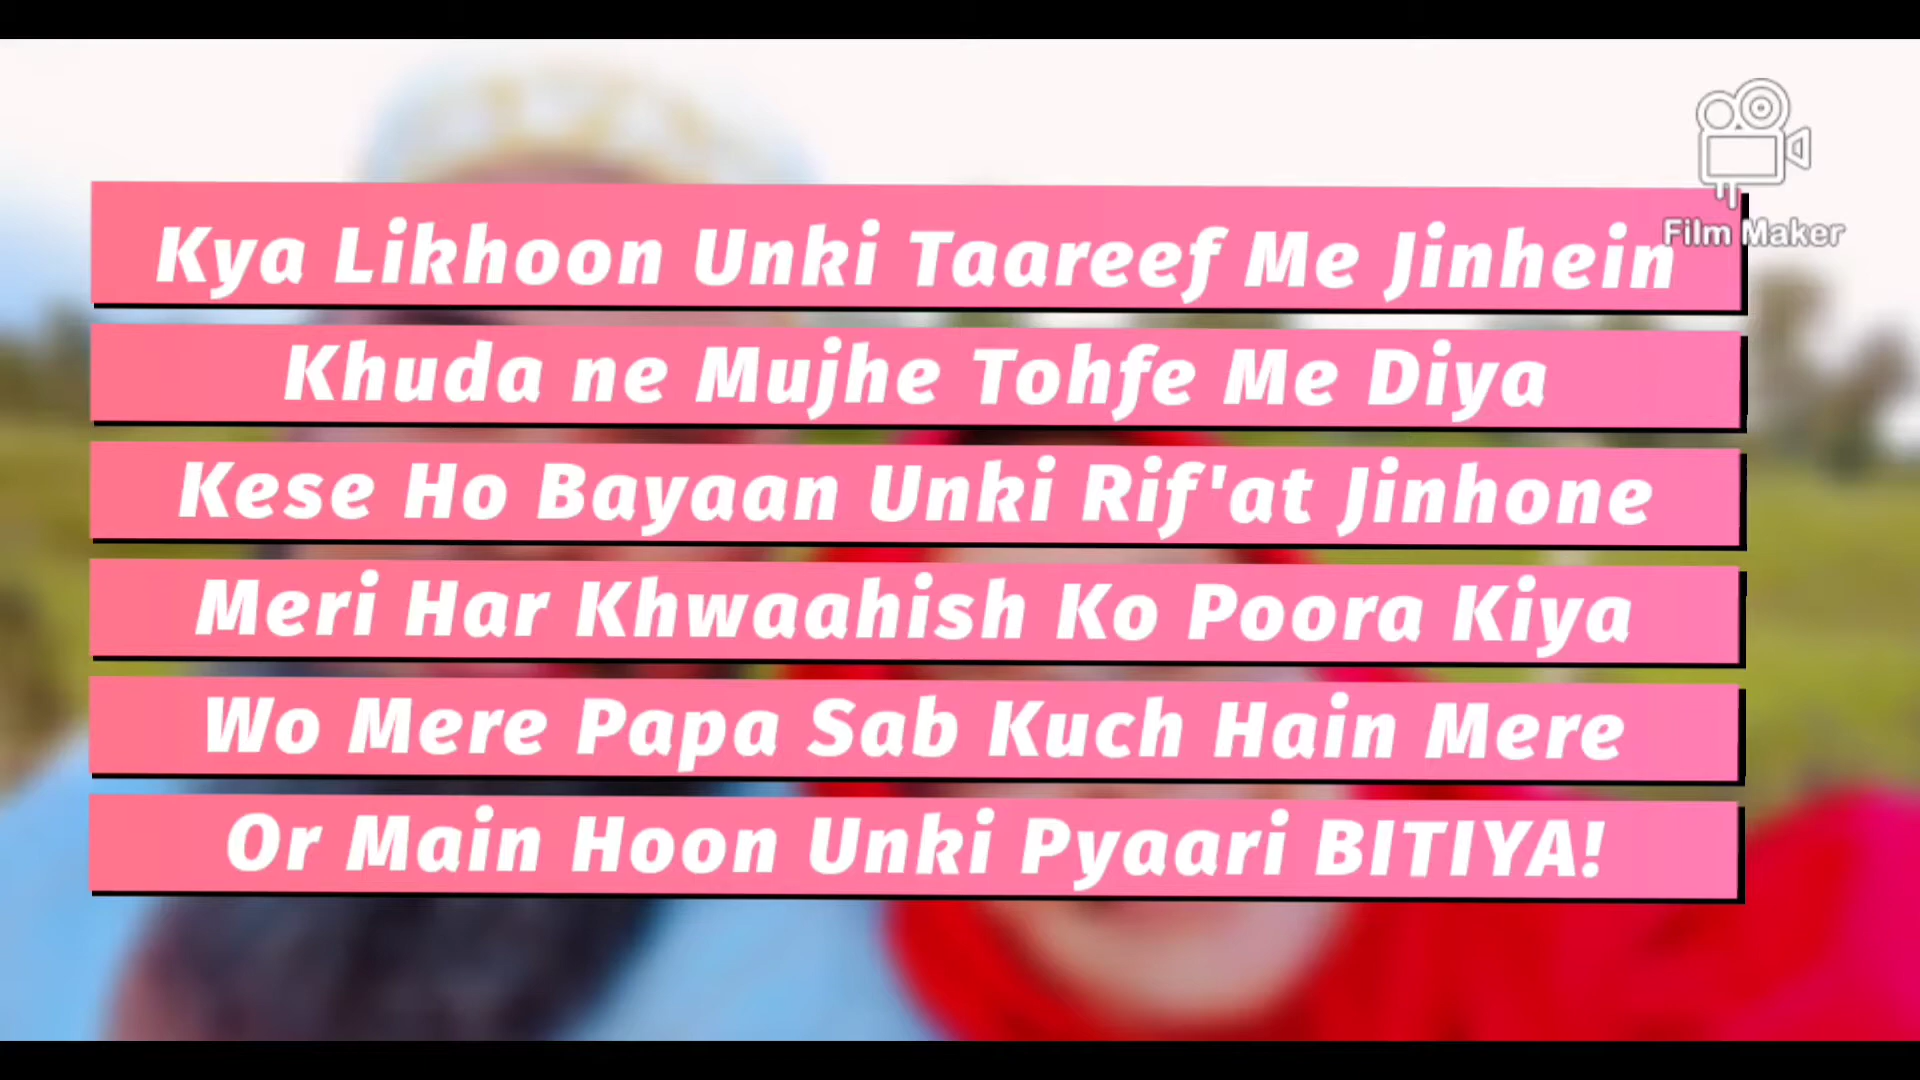 Film Maker
Kya Likhoon Unki Taareef Me Jinhein
Khuda ne Mujhe Tohfe Me Diya
Kese Ho Bayaan Unki Rif'at Jinhone
Meri Har Khwaahish Ko Poora Kiya
Wo Mere Papa Sab Kuch Hain Mere
Or Main Hoon Unki Pyaari BITIYA!